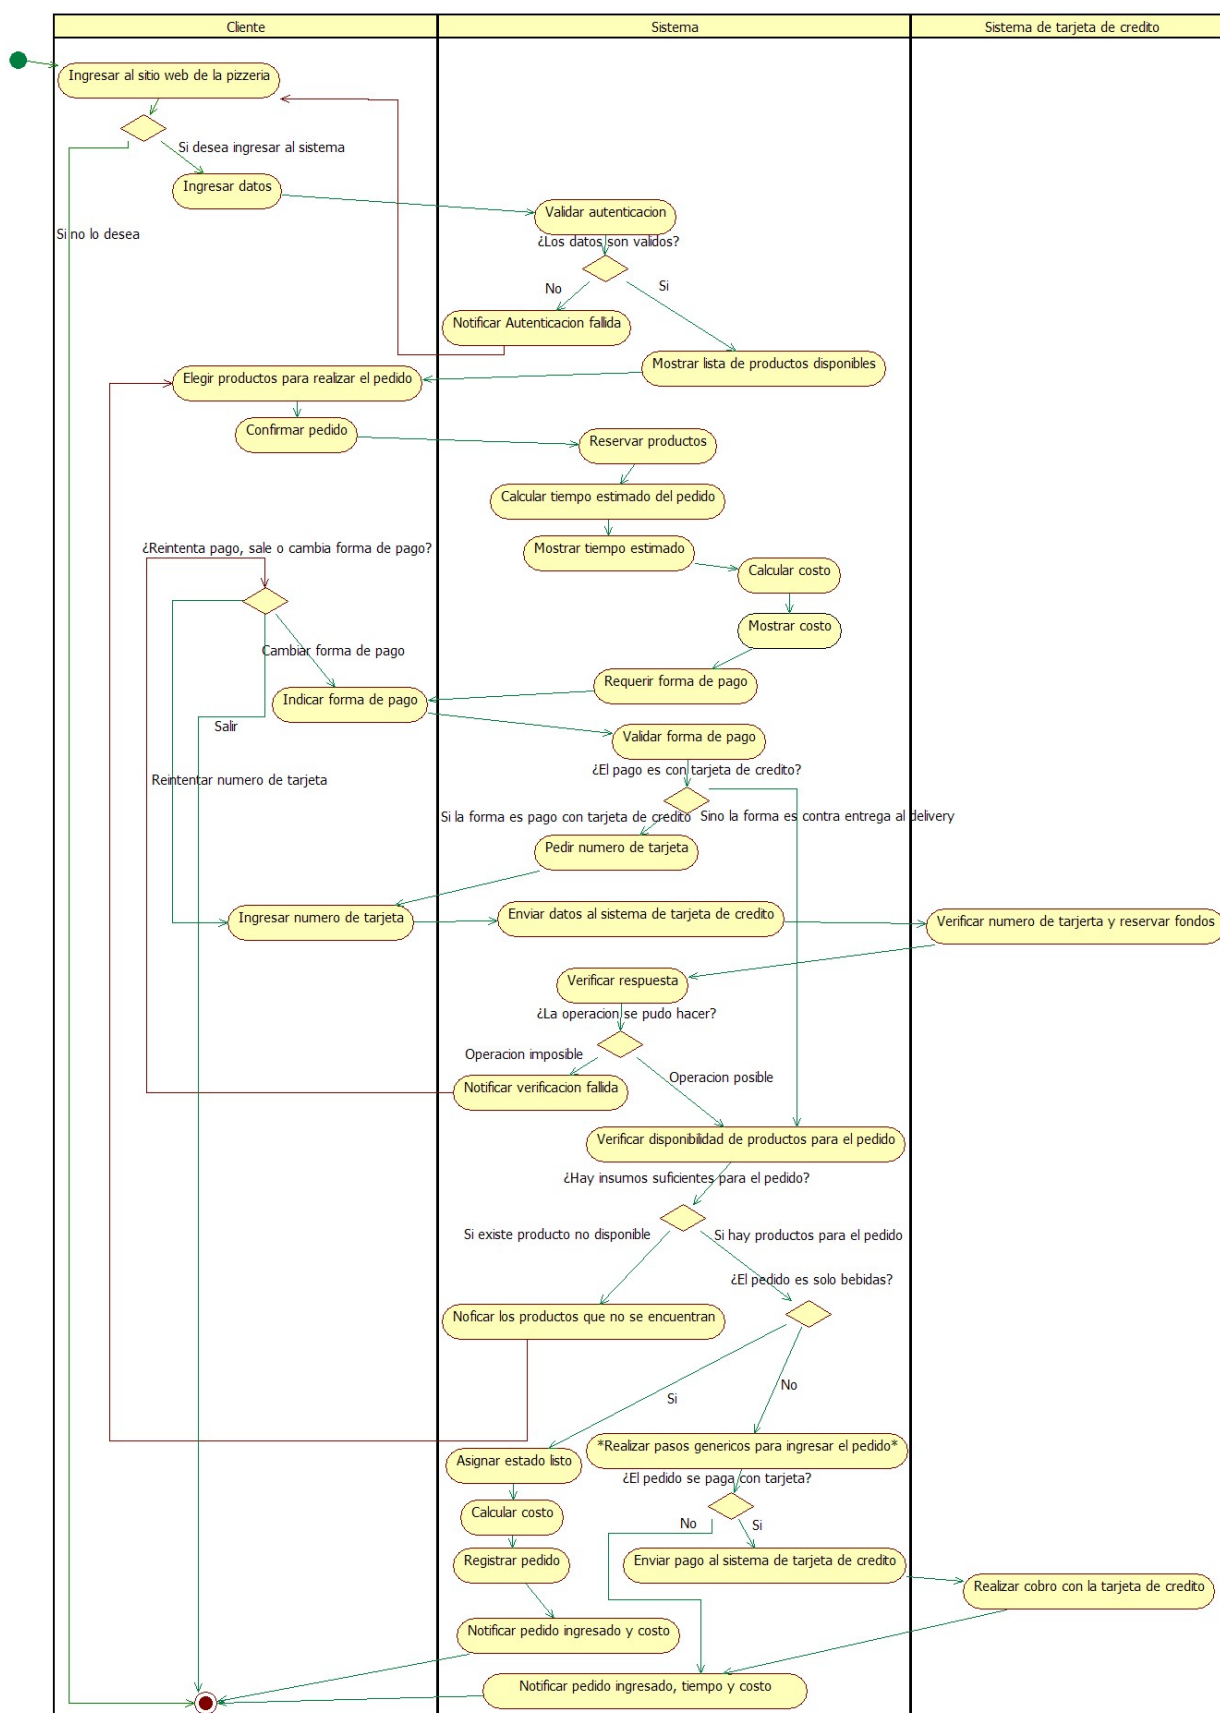 Cliente
Sistema
Sistema de tarjeta de credito
Ingresar al sitio web de la pizzeria
Si desea ingresar al sistema
Ingresar datos
Validar autenticacion
Si no lo desea
¿Los datos son validos?
No
Si
Notificar Autenticacion fallida
Mostrar lista de productos disponibles
Elegir productos para realizar el pedido
Confirmar pedido
Reservar productos
Calcular tiempo estimado del pedido
¿Reintenta pago, sale o cambia forma de pago?
Mostrar tiempo estimado
Calcular costo
Mostrar costo
Cambiar forma de pago
Requerir forma de pago
Indicar forma de pago
Salir
Validar forma de pago
¿El pago es con tarjeta de credito?
Reintentar numero de tarjeta
Si la forma es pago con tarjeta de credito
Sino la forma es contra entrega al delivery
Pedir numero de tarjeta
Ingresar numero de tarjeta
Enviar datos al sistema de tarjeta de credito
Verificar numero de tarjerta y reservar fondos
Verificar respuesta
¿La operacion se pudo hacer?
Operacion imposible
Notificar verificacion fallida
Operacion posible
Verificar disponibilidad de productos para el pedido
¿Hay insumos suficientes para el pedido?
Si existe producto no disponible
Si hay productos para el pedido
¿El pedido es solo bebidas?
Noficar los productos que no se encuentran
Si
No
*Realizar pasos genericos para ingresar el pedido*
Asignar estado listo
¿El pedido se paga con tarjeta?
Calcular costo
No
Si
Registrar pedido
Enviar pago al sistema de tarjeta de credito
Realizar cobro con la tarjeta de credito
Notificar pedido ingresado y costo
Notificar pedido ingresado, tiempo y costo